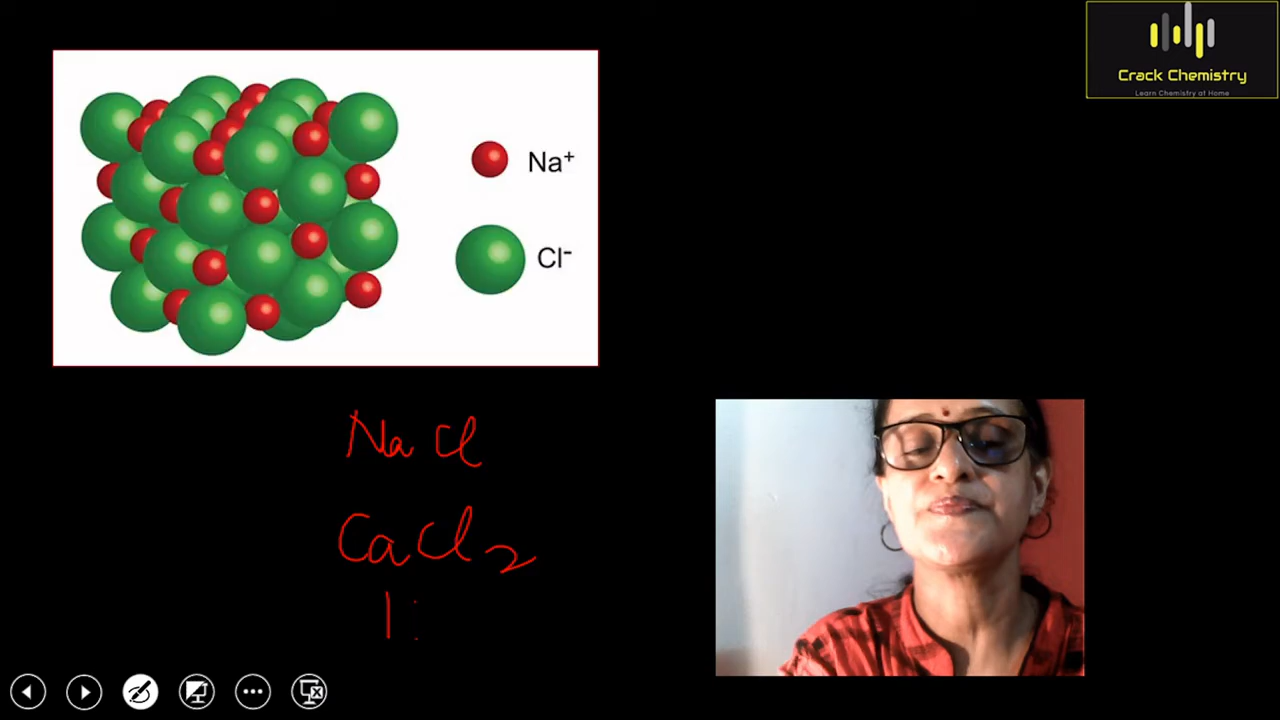 Crack Chemistry
Learn Chemistry at Home
Na⁺
Cl⁻
NaCl
CaCl₂
1: